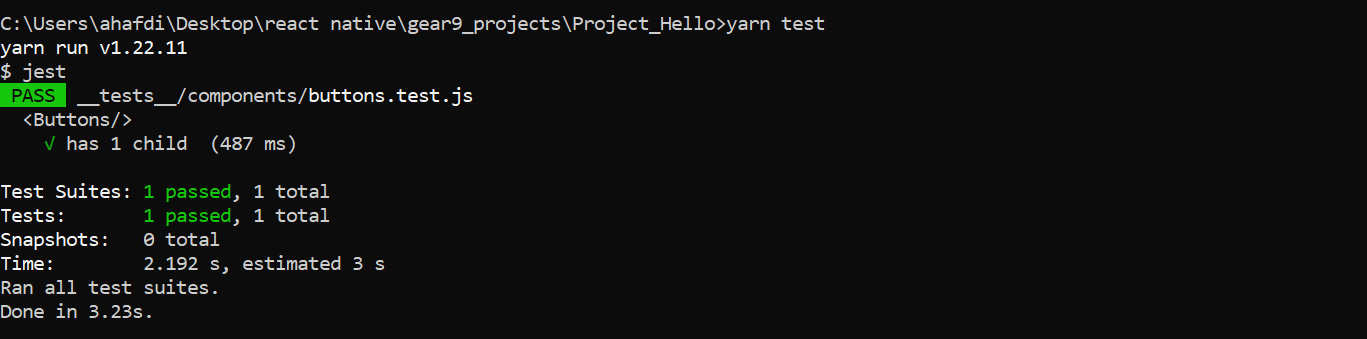 C:\Users\ahafdi\Desktop\react native\gear9_projects\Project_Hello>yarn test
yarn run v1.22.11
$ jest
PASS __tests__/components/buttons.test.js
<Buttons/>
√ has 1 child (487 ms)
Test Suites: 1 passed, 1 total
Tests: 1 passed, 1 total
Snapshots: 0 total
Time: 2.192 s, estimated 3 s
Ran all test suites.
Done in 3.23s.